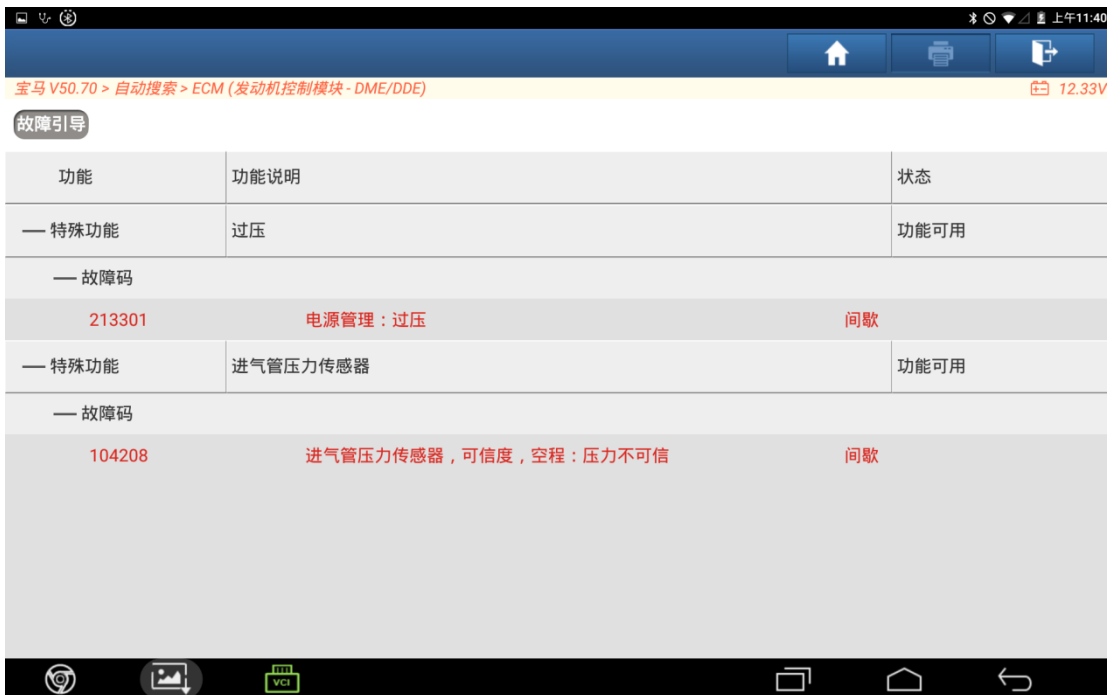 上午11:40
宝马 V50.70 > 自动搜索 > ECM (发动机控制模块 - DME/DDE) 12.33V
故障引导
功能 功能说明 状态
— 特殊功能 过压 功能可用
— 故障码
213301 电源管理：过压 间歇
— 特殊功能 进气管压力传感器 功能可用
— 故障码
104208 进气管压力传感器，可信度，空程：压力不可信 间歇
VCI